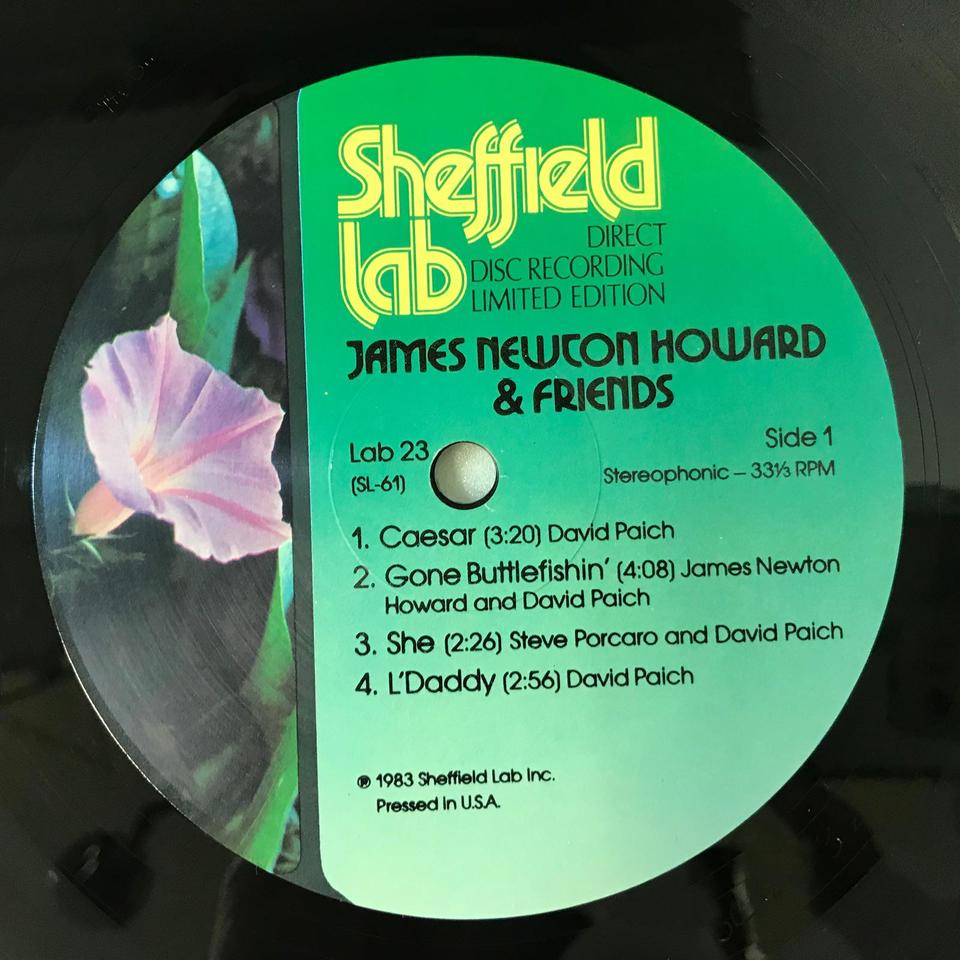 Sheffield
lab
DIRECT
DISC RECORDING
LIMITED EDITION
JAMES NEWTON HOWARD
& FRIENDS
Lab 23
(SL-61)
Side 1
Stereophonic – 33⅓ RPM
1. Caesar (3:20) David Paich
2. Gone Buttlefishin' (4:08) James Newton
Howard and David Paich
3. She (2:26) Steve Porcaro and David Paich
4. L'Daddy (2:56) David Paich
℗ 1983 Sheffield Lab Inc.
Pressed in U.S.A.